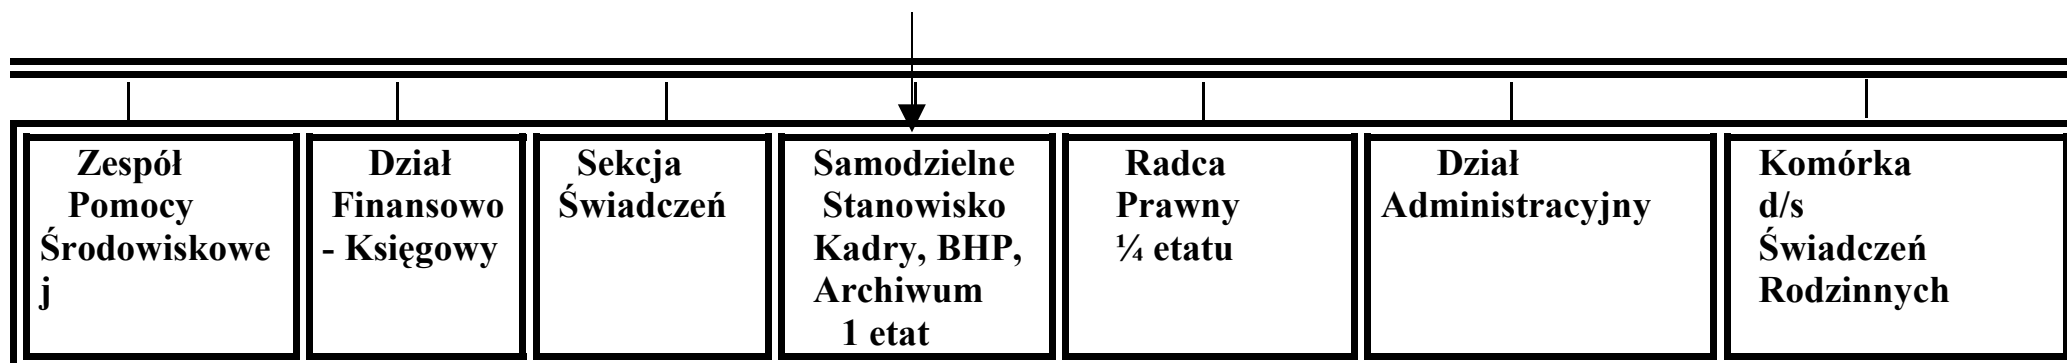 Zespół
Pomocy
Środowiskowe
j
Dział
Finansowo
- Księgowy
Sekcja
Świadczeń
Samodzielne
Stanowisko
Kadry, BHP,
Archiwum
1 etat
Radca
Prawny
¼ etatu
Dział
Administracyjny
Komórka
d/s
Świadczeń
Rodzinnych